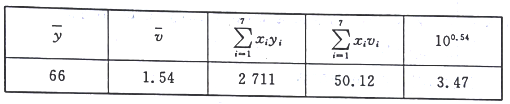 y̅ v̅ ∑_{i=1}^{7} x_i y_i ∑_{i=1}^{7} x_i v_i 10^{0.54}
66 1.54 2 711 50.12 3.47